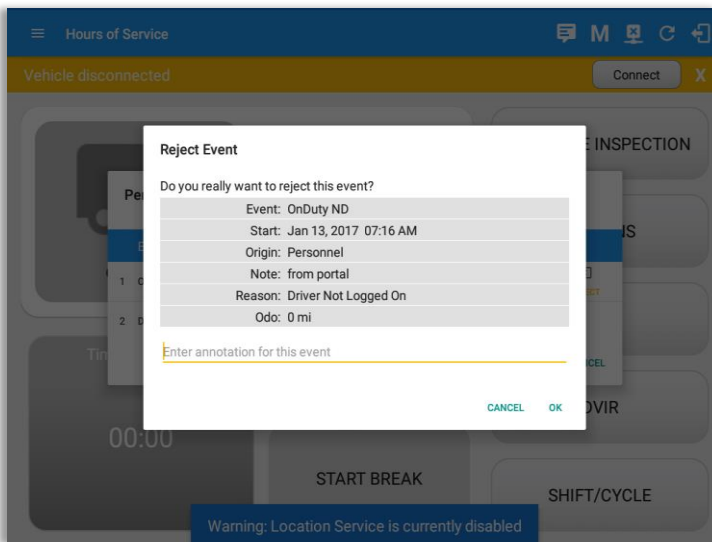 Hours of Service
M
Vehicle disconnected
Connect
X
INSPECTION
Reject Event
Do you really want to reject this event?
Event: OnDuty ND
Start: Jan 13, 2017 07:16 AM
Origin: Personnel
Note: from portal
Reason: Driver Not Logged On
Odo: 0 mi
Enter annotation for this event
CANCEL
OK
1
2
00:00
START BREAK
SHIFT/CYCLE
Warning: Location Service is currently disabled